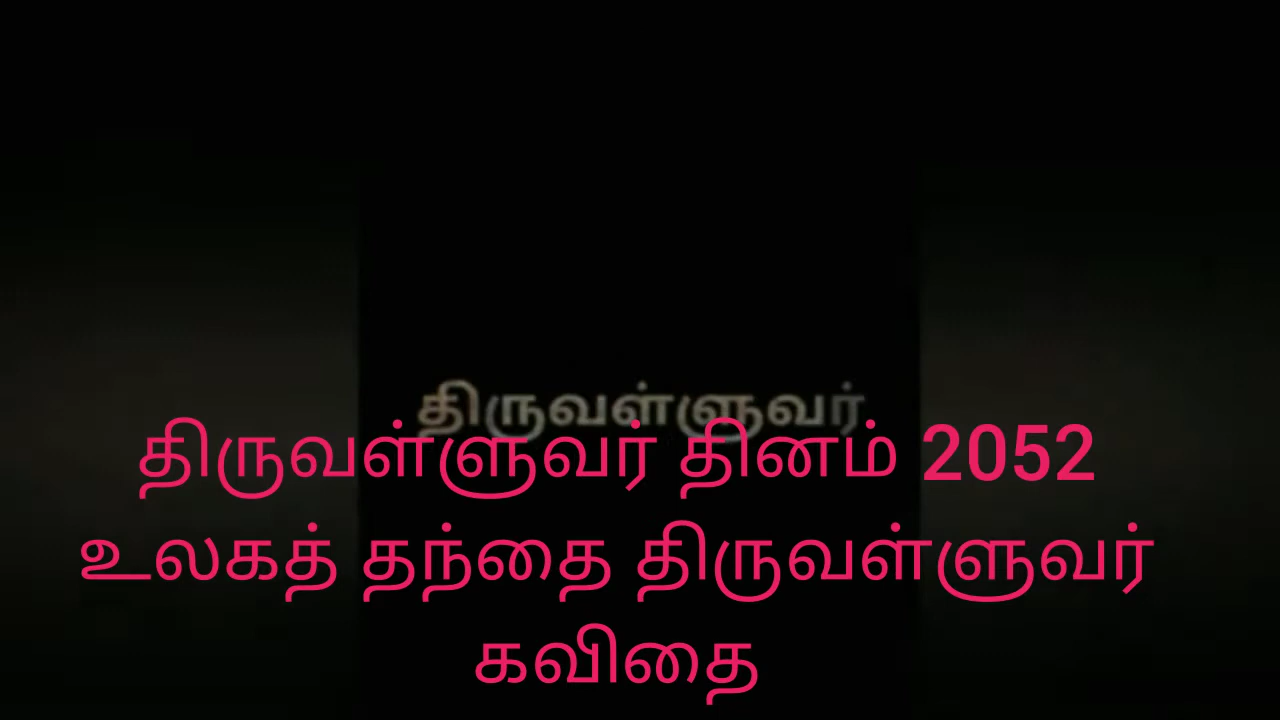 திருவள்ளுவர்
திருவள்ளுவர் தினம் 2052
உலகத் தந்தை திருவள்ளுவர்
கவிதை